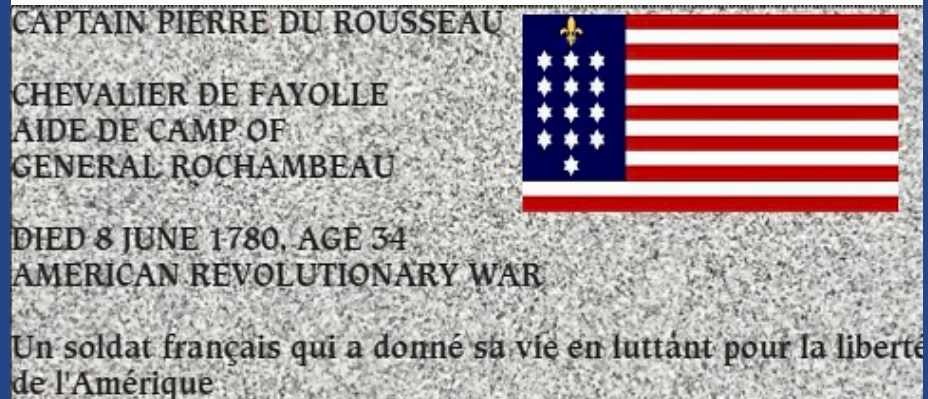 CAPTAIN PIERRE DU ROUSSEAU
CHEVALIER DE FAYOLLE
AIDE DE CAMP OF
GENERAL ROCHAMBEAU
DIED 8 JUNE 1780, AGE 34
AMERICAN REVOLUTIONARY WAR
Un soldat français qui a donné sa vie en luttant pour la liberté
de l'Amérique